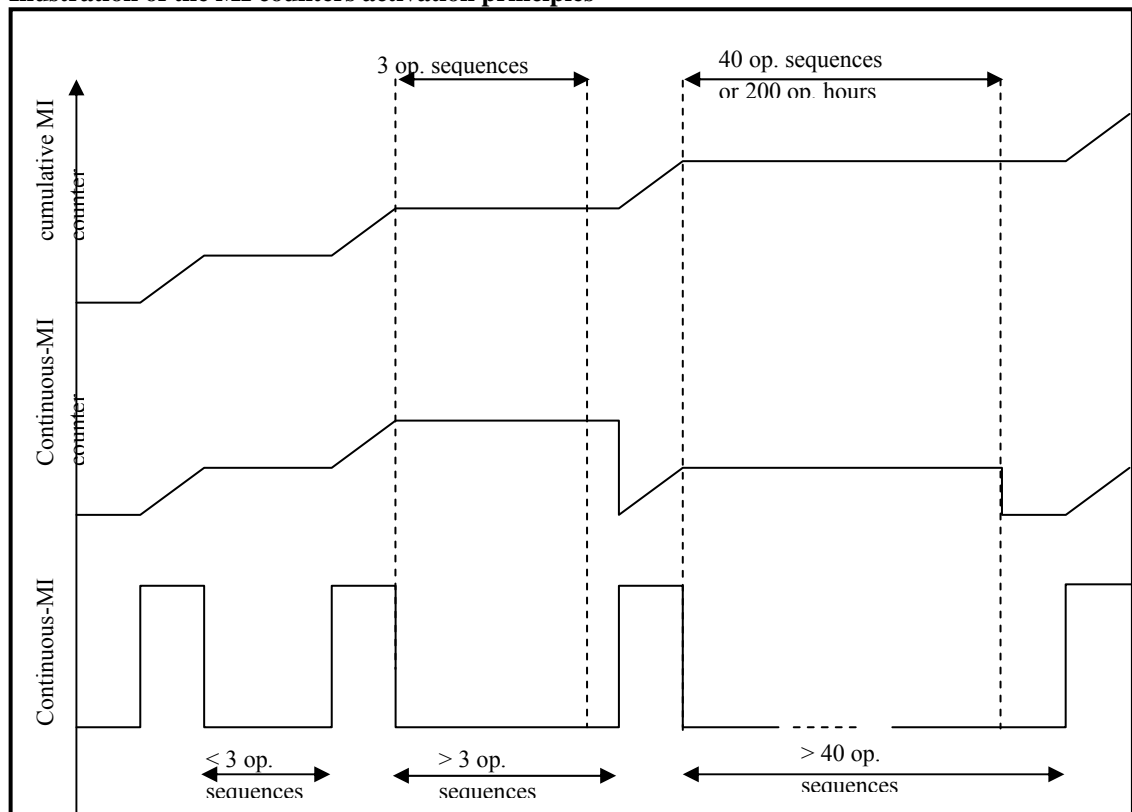 Illustration of the MI counters activation principles
3 op. sequences
40 op. sequences
or 200 op. hours
cumulative MI
counter
Continuous-MI
counter
Continuous-MI
< 3 op.
sequences
> 3 op.
sequences
> 40 op.
sequences